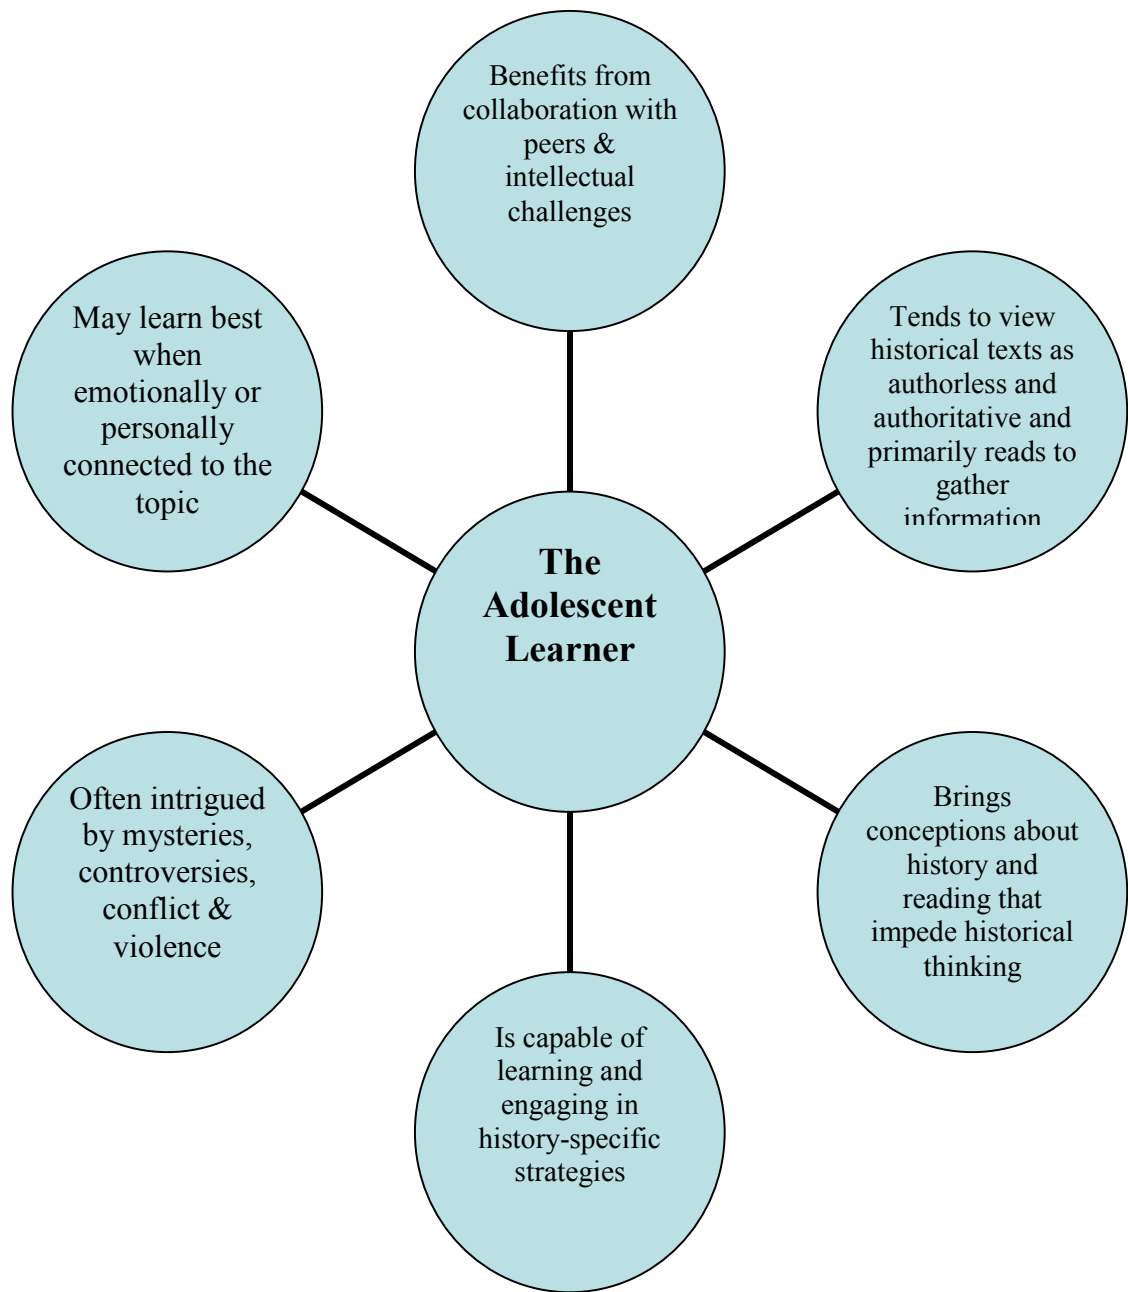 Benefits from
collaboration with
peers &
intellectual
challenges
May learn best
when
emotionally or
personally
connected to the
topic
Tends to view
historical texts as
authorless and
authoritative and
primarily reads to
gather
information
The
Adolescent
Learner
Often intrigued
by mysteries,
controversies,
conflict &
violence
Brings
conceptions about
history and
reading that
impede historical
thinking
Is capable of
learning and
engaging in
history-specific
strategies